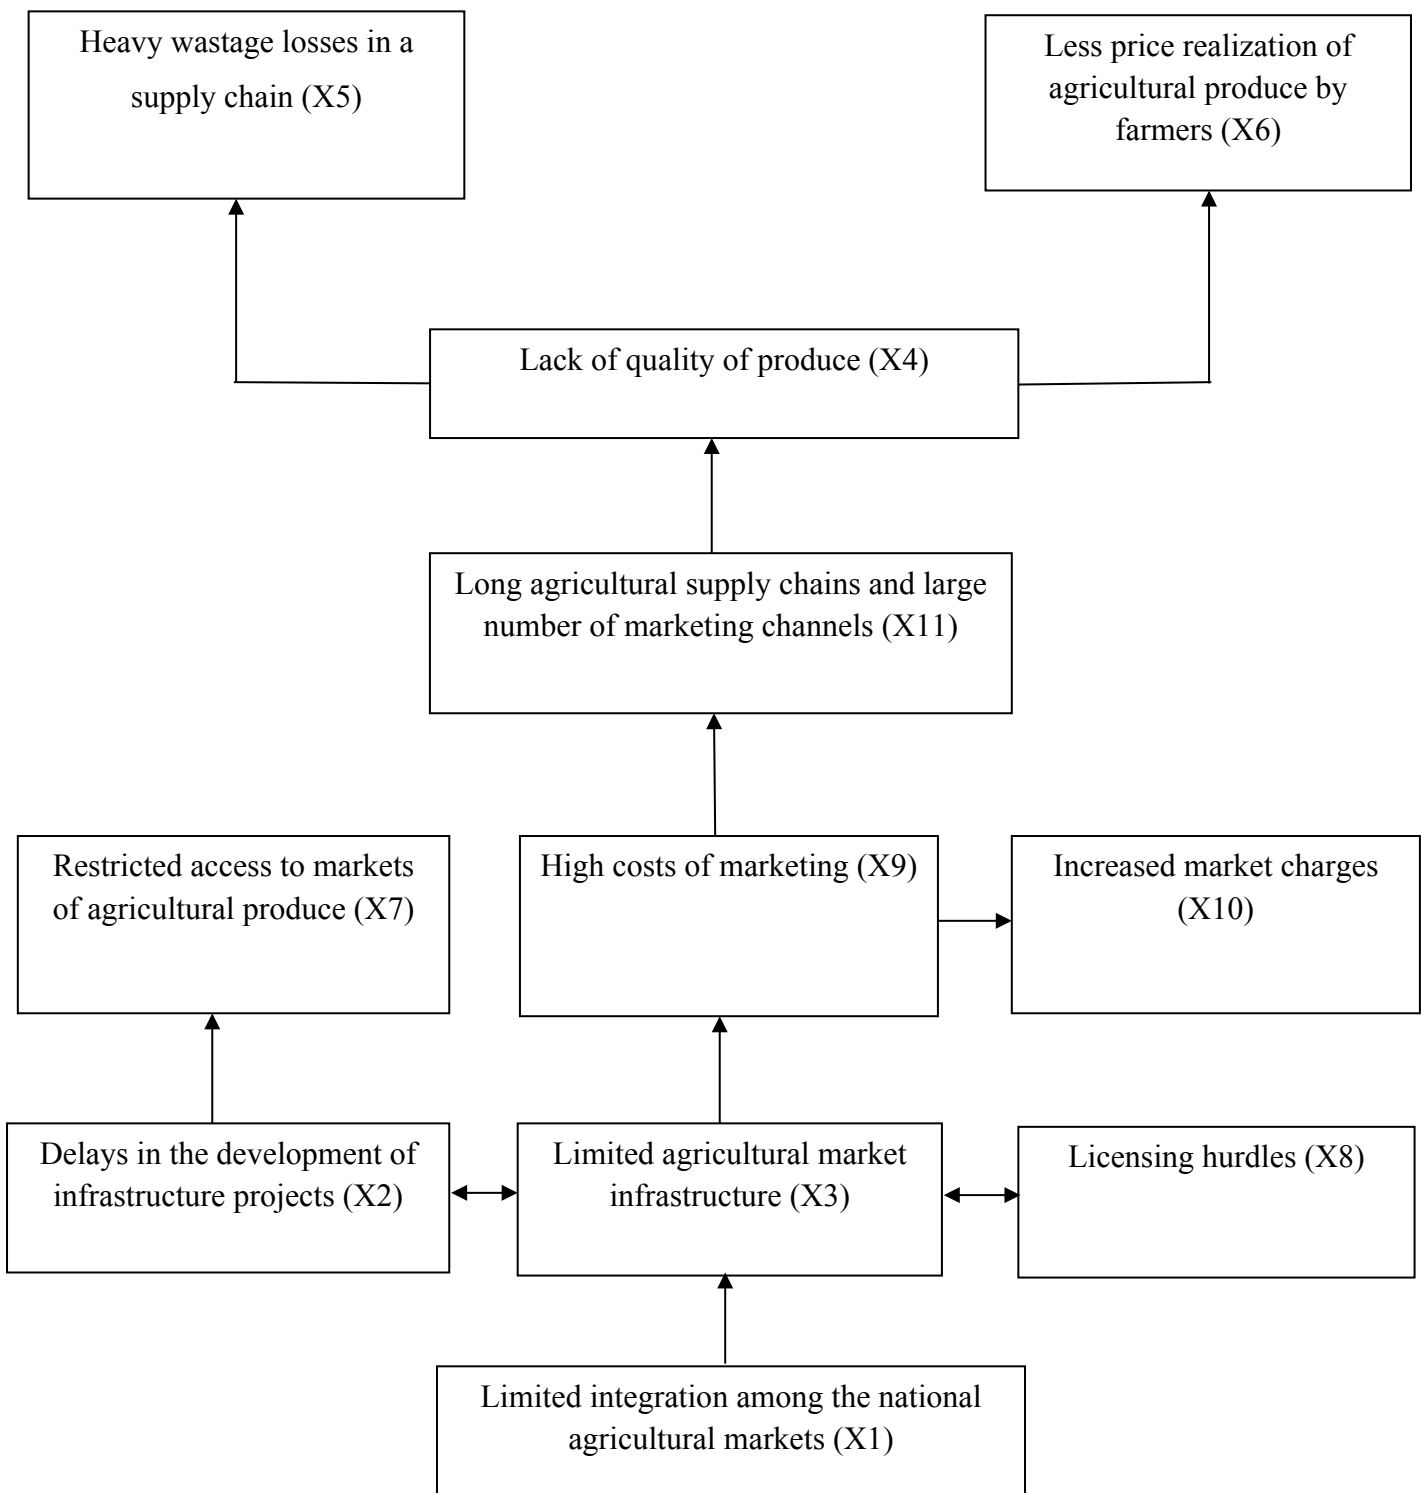 Heavy wastage losses in a
supply chain (X5)
Less price realization of
agricultural produce by
farmers (X6)
Lack of quality of produce (X4)
Long agricultural supply chains and large
number of marketing channels (X11)
Restricted access to markets
of agricultural produce (X7)
High costs of marketing (X9)
Increased market charges
(X10)
Delays in the development of
infrastructure projects (X2)
Limited agricultural market
infrastructure (X3)
Licensing hurdles (X8)
Limited integration among the national
agricultural markets (X1)